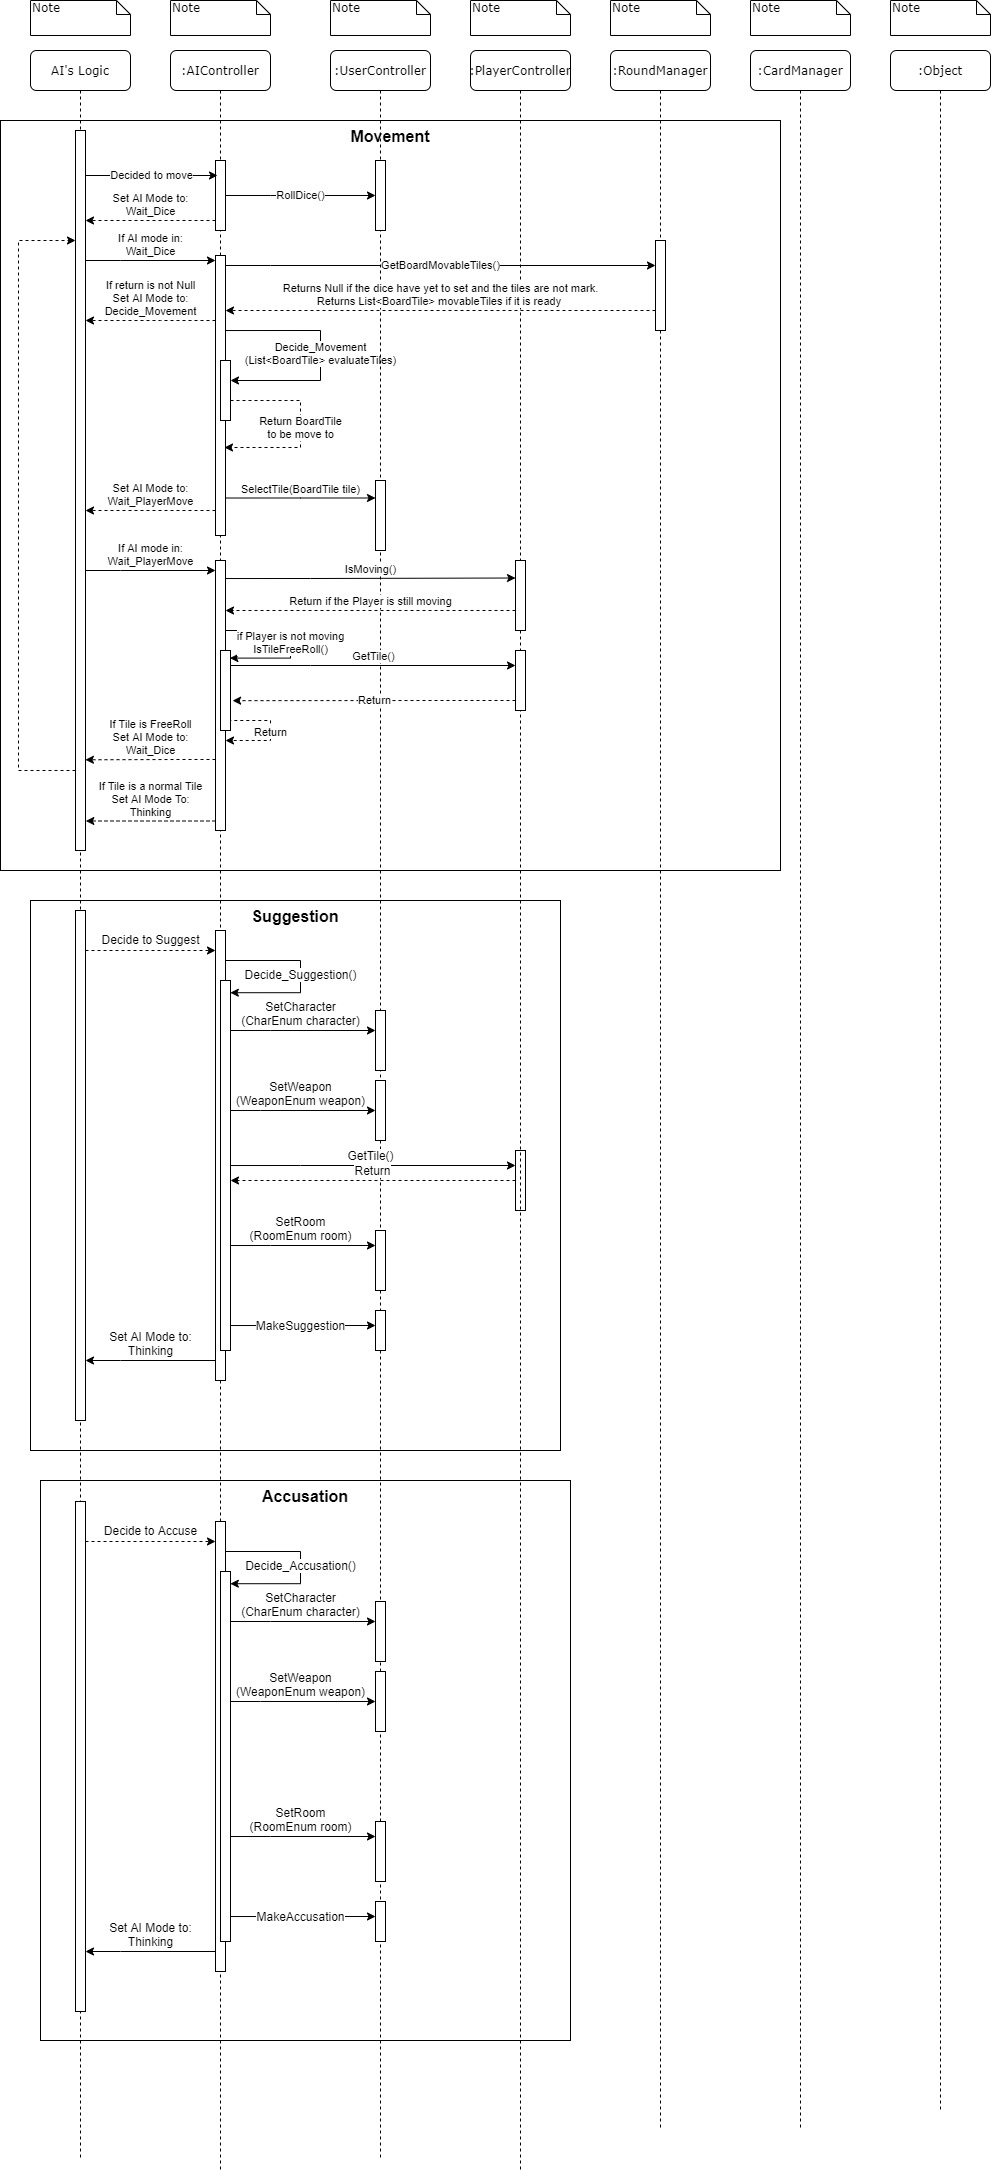 Note
Note
Note
Note
Note
Note
Note
AI's Logic
:AIController
:UserController
:PlayerController
:RoundManager
:CardManager
:Object
Movement
Decided to move
RollDice()
Set AI Mode to:
Wait_Dice
If AI mode in:
Wait_Dice
GetBoardMovableTiles()
If return is not Null
Set AI Mode to:
Decide_Movement
Returns Null if the dice have yet to set and the tiles are not mark.
Returns List<BoardTile> movableTiles if it is ready
Decide_Movement
(List<BoardTile> evaluateTiles)
Return BoardTile
to be move to
Set AI Mode to:
Wait_PlayerMove
SelectTile(BoardTile tile)
If AI mode in:
Wait_PlayerMove
IsMoving()
Return if the Player is still moving
if Player is not moving
IsTileFreeRoll()
GetTile()
Return
Return
If Tile is FreeRoll
Set AI Mode to:
Wait_Dice
If Tile is a normal Tile
Set AI Mode To:
Thinking
Suggestion
Decide to Suggest
Decide_Suggestion()
SetCharacter
(CharEnum character)
SetWeapon
(WeaponEnum weapon)
GetTile()
Return
SetRoom
(RoomEnum room)
MakeSuggestion
Set AI Mode to:
Thinking
Accusation
Decide to Accuse
Decide_Accusation()
SetCharacter
(CharEnum character)
SetWeapon
(WeaponEnum weapon)
SetRoom
(RoomEnum room)
MakeAccusation
Set AI Mode to:
Thinking